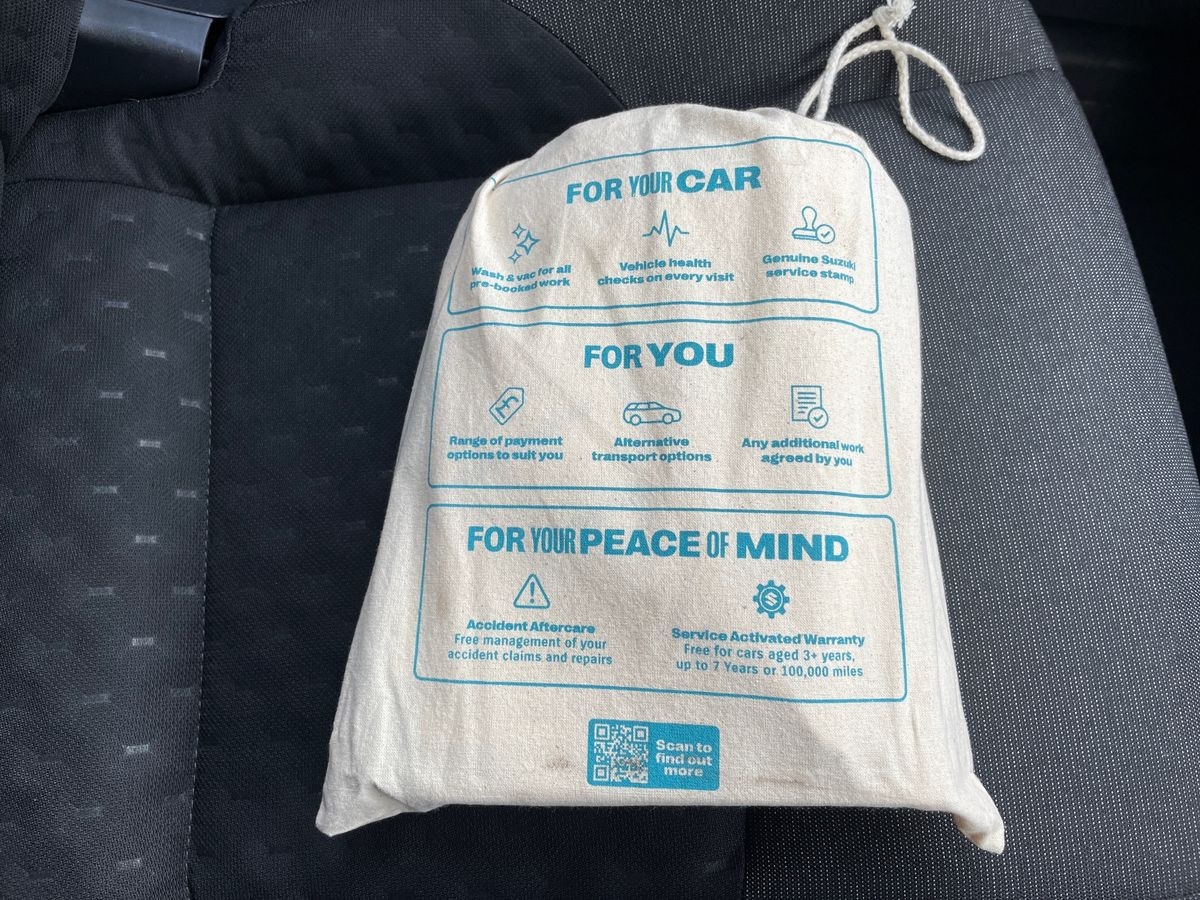 FOR YOUR CAR
Wash & vac for all
pre-booked work
Vehicle health
checks on every visit
Genuine Suzuki
service stamp
FOR YOU
£
Range of payment
options to suit you
Alternative
transport options
Any additional work
agreed by you
FOR YOUR PEACE OF MIND
Accident Aftercare
Free management of your
accident claims and repairs
Service Activated Warranty
Free for cars aged 3+ years,
up to 7 Years or 100,000 miles
Scan to
find out
more